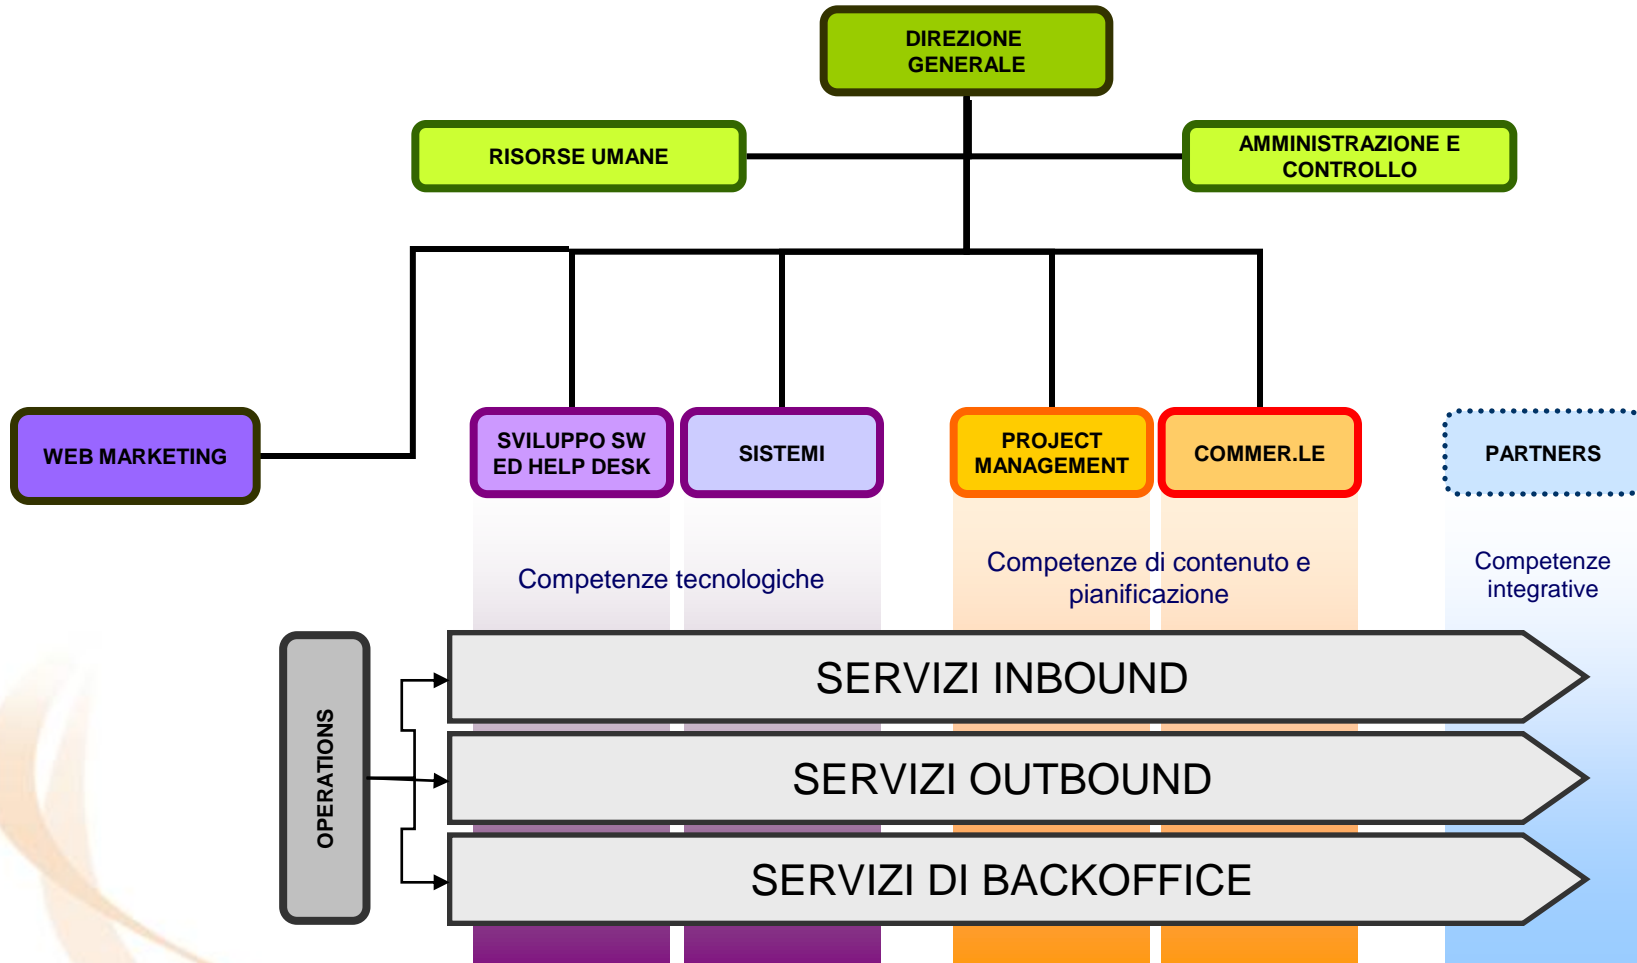 DIREZIONE
GENERALE
RISORSE UMANE
AMMINISTRAZIONE E
CONTROLLO
WEB MARKETING
SVILUPPO SW
ED HELP DESK
SISTEMI
PROJECT
MANAGEMENT
COMMER.LE
PARTNERS
Competenze tecnologiche
Competenze di contenuto e
pianificazione
Competenze
integrative
OPERATIONS
SERVIZI INBOUND
SERVIZI OUTBOUND
SERVIZI DI BACKOFFICE